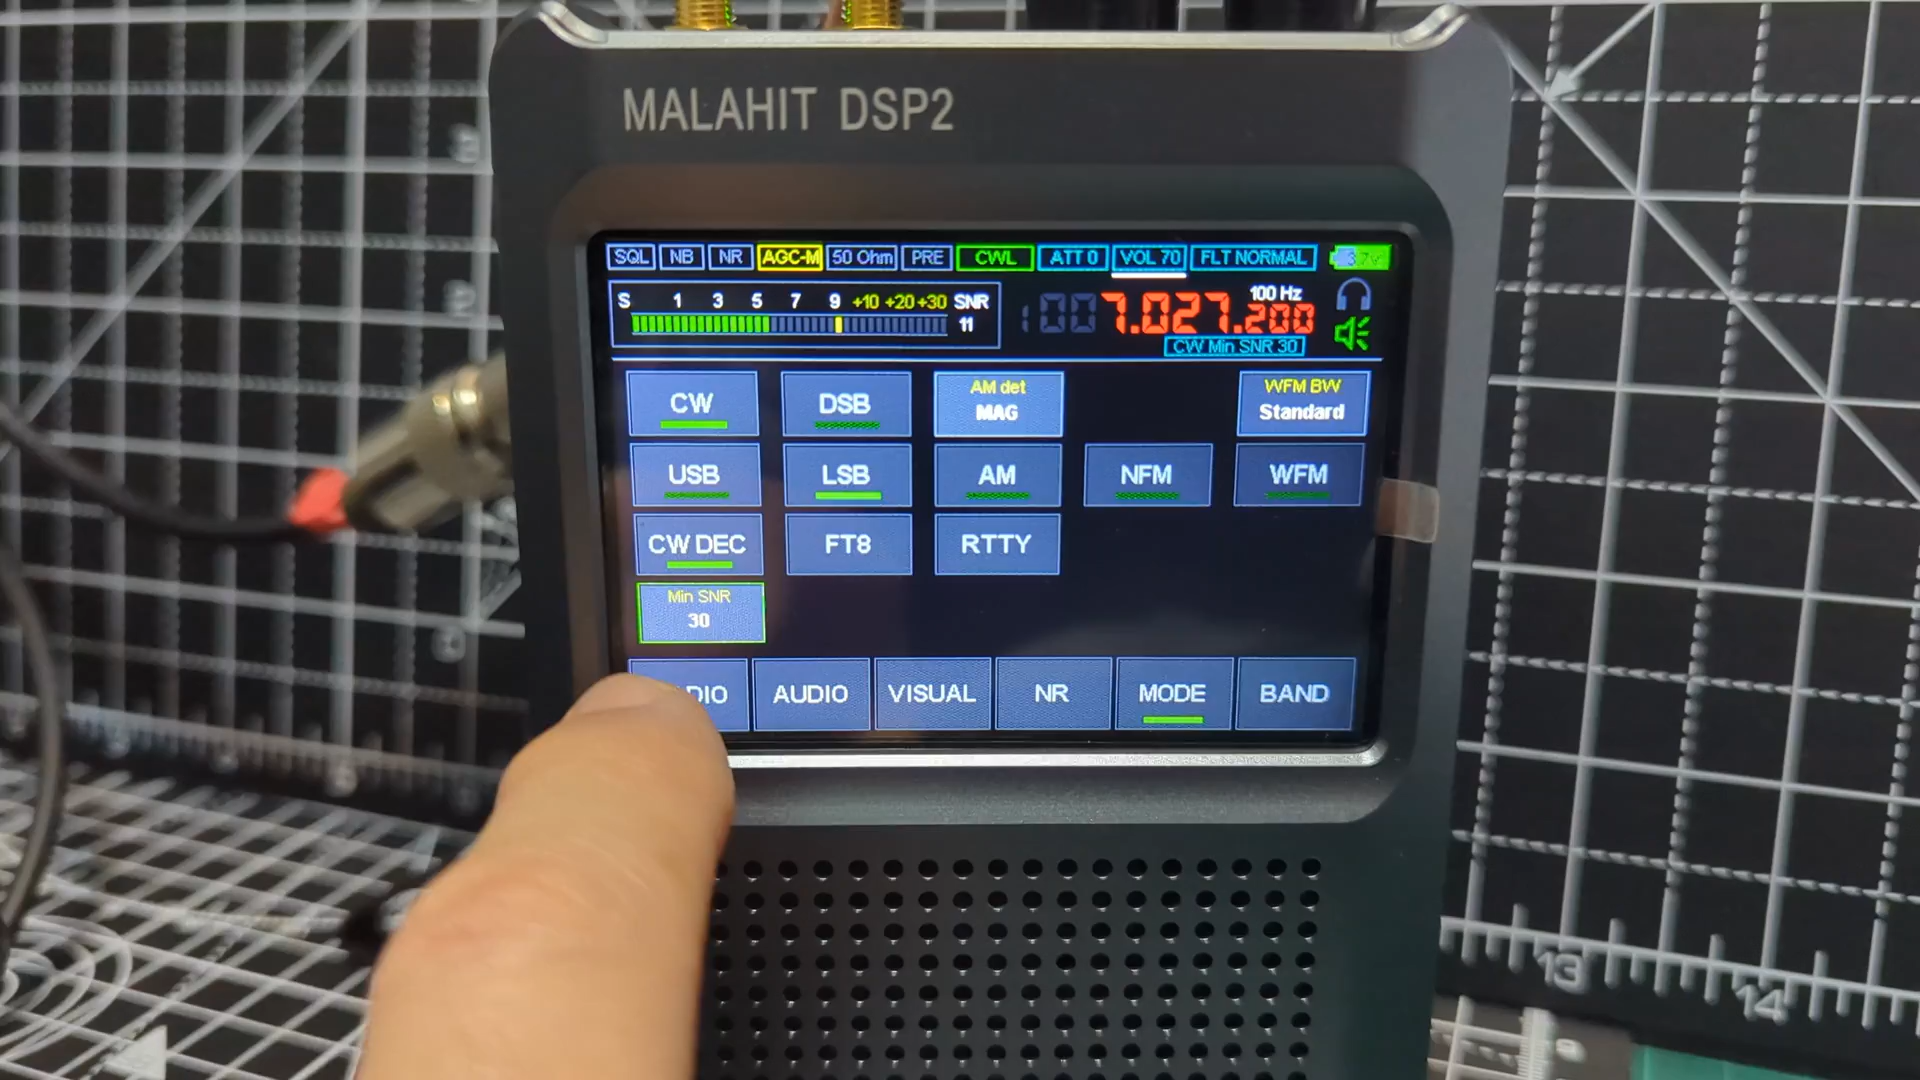 MALAHIT DSP2
SQL NB NR AGC-M 50 Ohm PRE CWL ATT 0 VOL 70 FLT NORMAL
S 1 3 5 7 9 +10 +20 +30 SNR
11
100 Hz
7.027.200
CW Min SNR 30
CW DSB AM det
MAG
WFM BW
Standard
USB LSB AM NFM WFM
CW DEC FT8 RTTY
Min SNR
30
AUDIO VISUAL NR MODE BAND
13 14